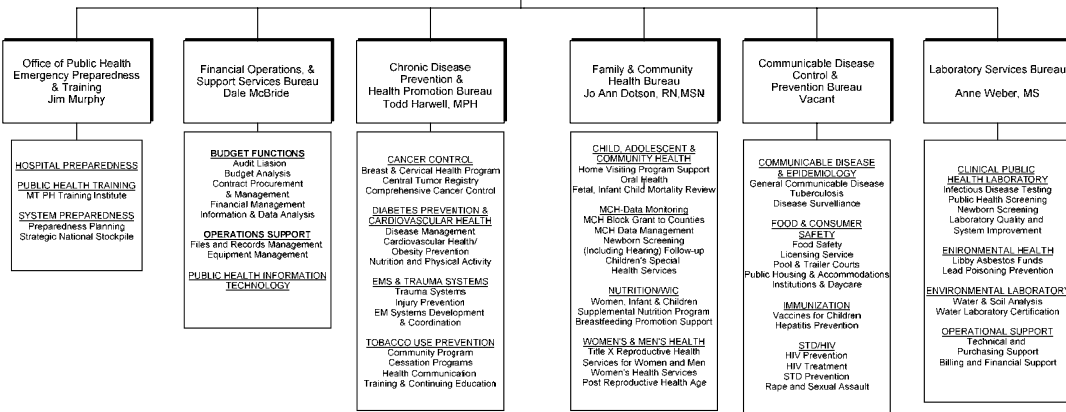 Office of Public Health
Emergency Preparedness
& Training
Jim Murphy
HOSPITAL PREPAREDNESS
PUBLIC HEALTH TRAINING
MT PH Training Institute
SYSTEM PREPAREDNESS
Preparedness Planning
Strategic National Stockpile
Financial Operations, &
Support Services Bureau
Dale McBride
BUDGET FUNCTIONS
Audit Liasion
Budget Analysis
Contract Procurement
& Management
Financial Management
Information & Data Analysis
OPERATIONS SUPPORT
Files and Records Management
Equipment Management
PUBLIC HEALTH INFORMATION
TECHNOLOGY
Chronic Disease
Prevention &
Health Promotion Bureau
Todd Harwell, MPH
CANCER CONTROL
Breast & Cervical Health Program
Central Tumor Registry
Comprehensive Cancer Control
DIABETES PREVENTION &
CARDIOVASCULAR HEALTH
Disease Management
Cardiovascular Health/
Obesity Prevention
Nutrition and Physical Activity
EMS & TRAUMA SYSTEMS
Trauma Systems
Injury Prevention
EM Systems Development
& Coordination
TOBACCO USE PREVENTION
Community Program
Cessation Programs
Health Communication
Training & Continuing Education
Family & Community
Health Bureau
Jo Ann Dotson, RN,MSN
CHILD, ADOLESCENT &
COMMUNITY HEALTH
Home Visiting Program Support
Oral Health
Fetal, Infant Child Mortality Review
MCH-Data Monitoring
MCH Block Grant to Counties
MCH Data Management
Newborn Screening
(Including Hearing) Follow-up
Children's Special
Health Services
NUTRITION/WIC
Women, Infant & Children
Supplemental Nutrition Program
Breastfeeding Promotion Support
WOMEN'S & MEN'S HEALTH
Title X Reproductive Health
Services for Women and Men
Women's Health Services
Post Reproductive Health Age
Communicable Disease
Control &
Prevention Bureau
Vacant
COMMUNICABLE DISEASE
& EPIDEMIOLOGY
General Communicable Disease
Tuberculosis
Disease Survelliance
FOOD & CONSUMER
SAFETY
Food Safety
Licensing Service
Pool & Trailer Courts
Public Housing & Accommodations
Institutions & Daycare
IMMUNIZATION
Vaccines for Children
Hepatitis Prevention
STD/HIV
HIV Prevention
HIV Treatment
STD Prevention
Rape and Sexual Assault
Laboratory Services Bureau
Anne Weber, MS
CLINICAL PUBLIC
HEALTH LABORATORY
Infectious Disease Testing
Public Health Screening
Newborn Screening
Laboratory Quality and
System Improvement
ENIRONMENTAL HEALTH
Libby Asbestos Funds
Lead Poisoning Prevention
ENVIRONMENTAL LABORATORY
Water & Soil Analysis
Water Laboratory Certification
OPERATIONAL SUPPORT
Technical and
Purchasing Support
Billing and Financial Support